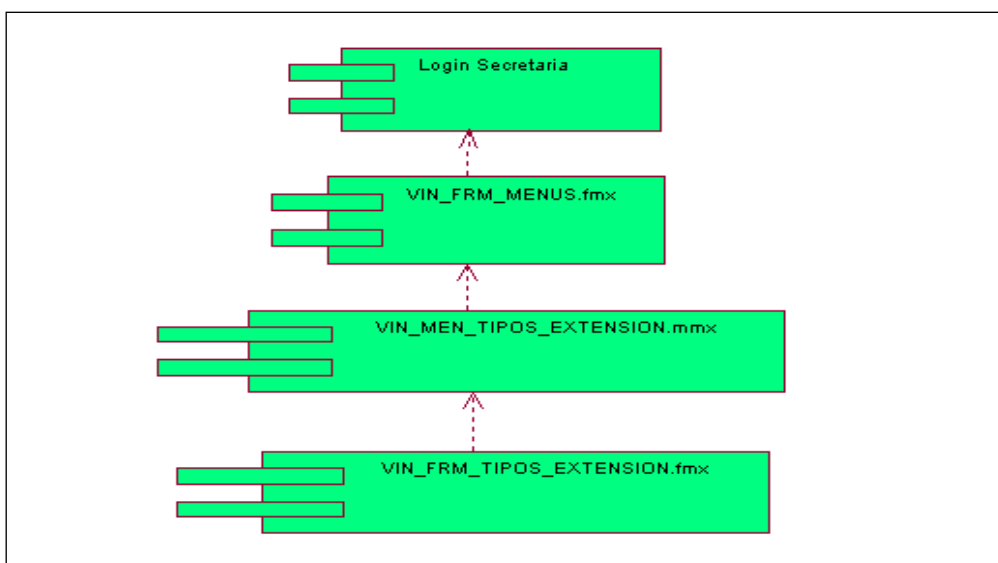 Login Secretaria
VIN_FRM_MENUS.fmx
VIN_MEN_TIPOS_EXTENSION.mmx
VIN_FRM_TIPOS_EXTENSION.fmx